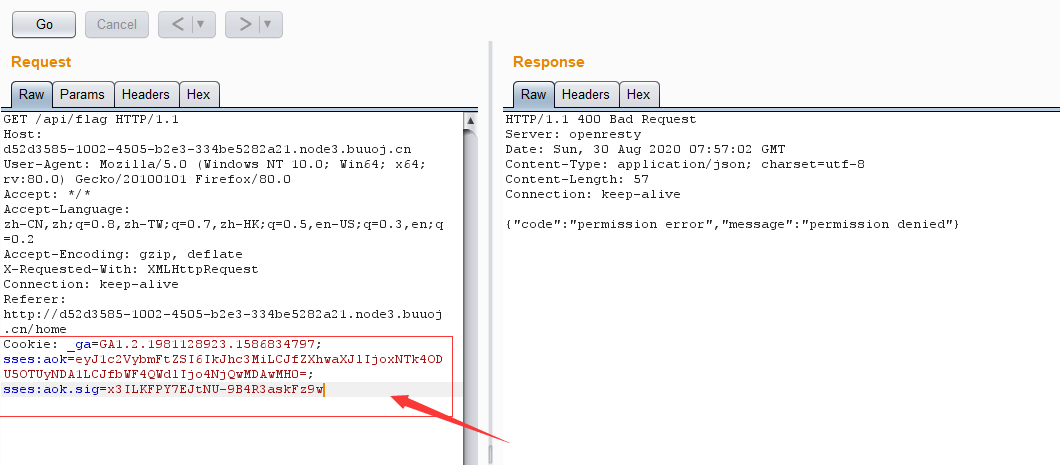 Go
Cancel
<
>
Request
Response
Raw
Params
Headers
Hex
Raw
Headers
Hex
GET /api/flag HTTP/1.1
Host:
d52d3585-1002-4505-b2e3-334be5282a21.node3.buuoj.cn
User-Agent: Mozilla/5.0 (Windows NT 10.0; Win64; x64;
rv:80.0) Gecko/20100101 Firefox/80.0
Accept: */*
Accept-Language:
zh-CN,zh;q=0.8,zh-TW;q=0.7,zh-HK;q=0.5,en-US;q=0.3,en;q
=0.2
Accept-Encoding: gzip, deflate
X-Requested-With: XMLHttpRequest
Connection: keep-alive
Referer:
http://d52d3585-1002-4505-b2e3-334be5282a21.node3.buuoj
.cn/home
Cookie: _ga=GA1.2.1981128923.1586834797;
sses:aok=eyJ1c2VybmFtZSI6IkJhc3MiLCJfZXhwaXJlIjoxNTk4OD
U5OTUyNDA1LCJfbWF4QWdlIjo4NjQwMDAwMH0=;
sses:aok.sig=x3ILKFPY7EJtNU-9B4R3askFz9w
HTTP/1.1 400 Bad Request
Server: openresty
Date: Sun, 30 Aug 2020 07:57:02 GMT
Content-Type: application/json; charset=utf-8
Content-Length: 57
Connection: keep-alive
{"code":"permission error","message":"permission denied"}